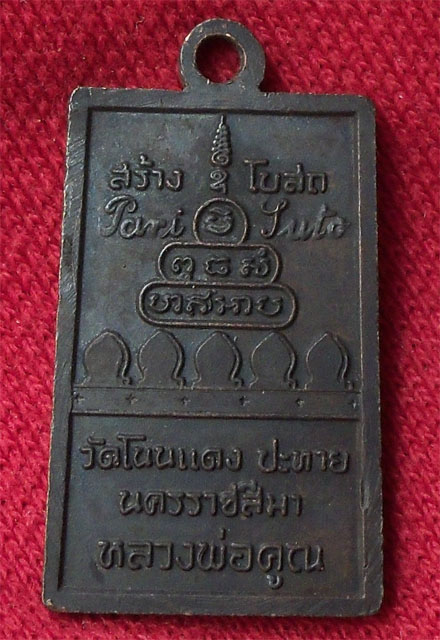 สร้าง โบสถ
Pari Suto
วัดโนนแดง ประทาย
นครราชสีมา
หลวงพ่อคูณ